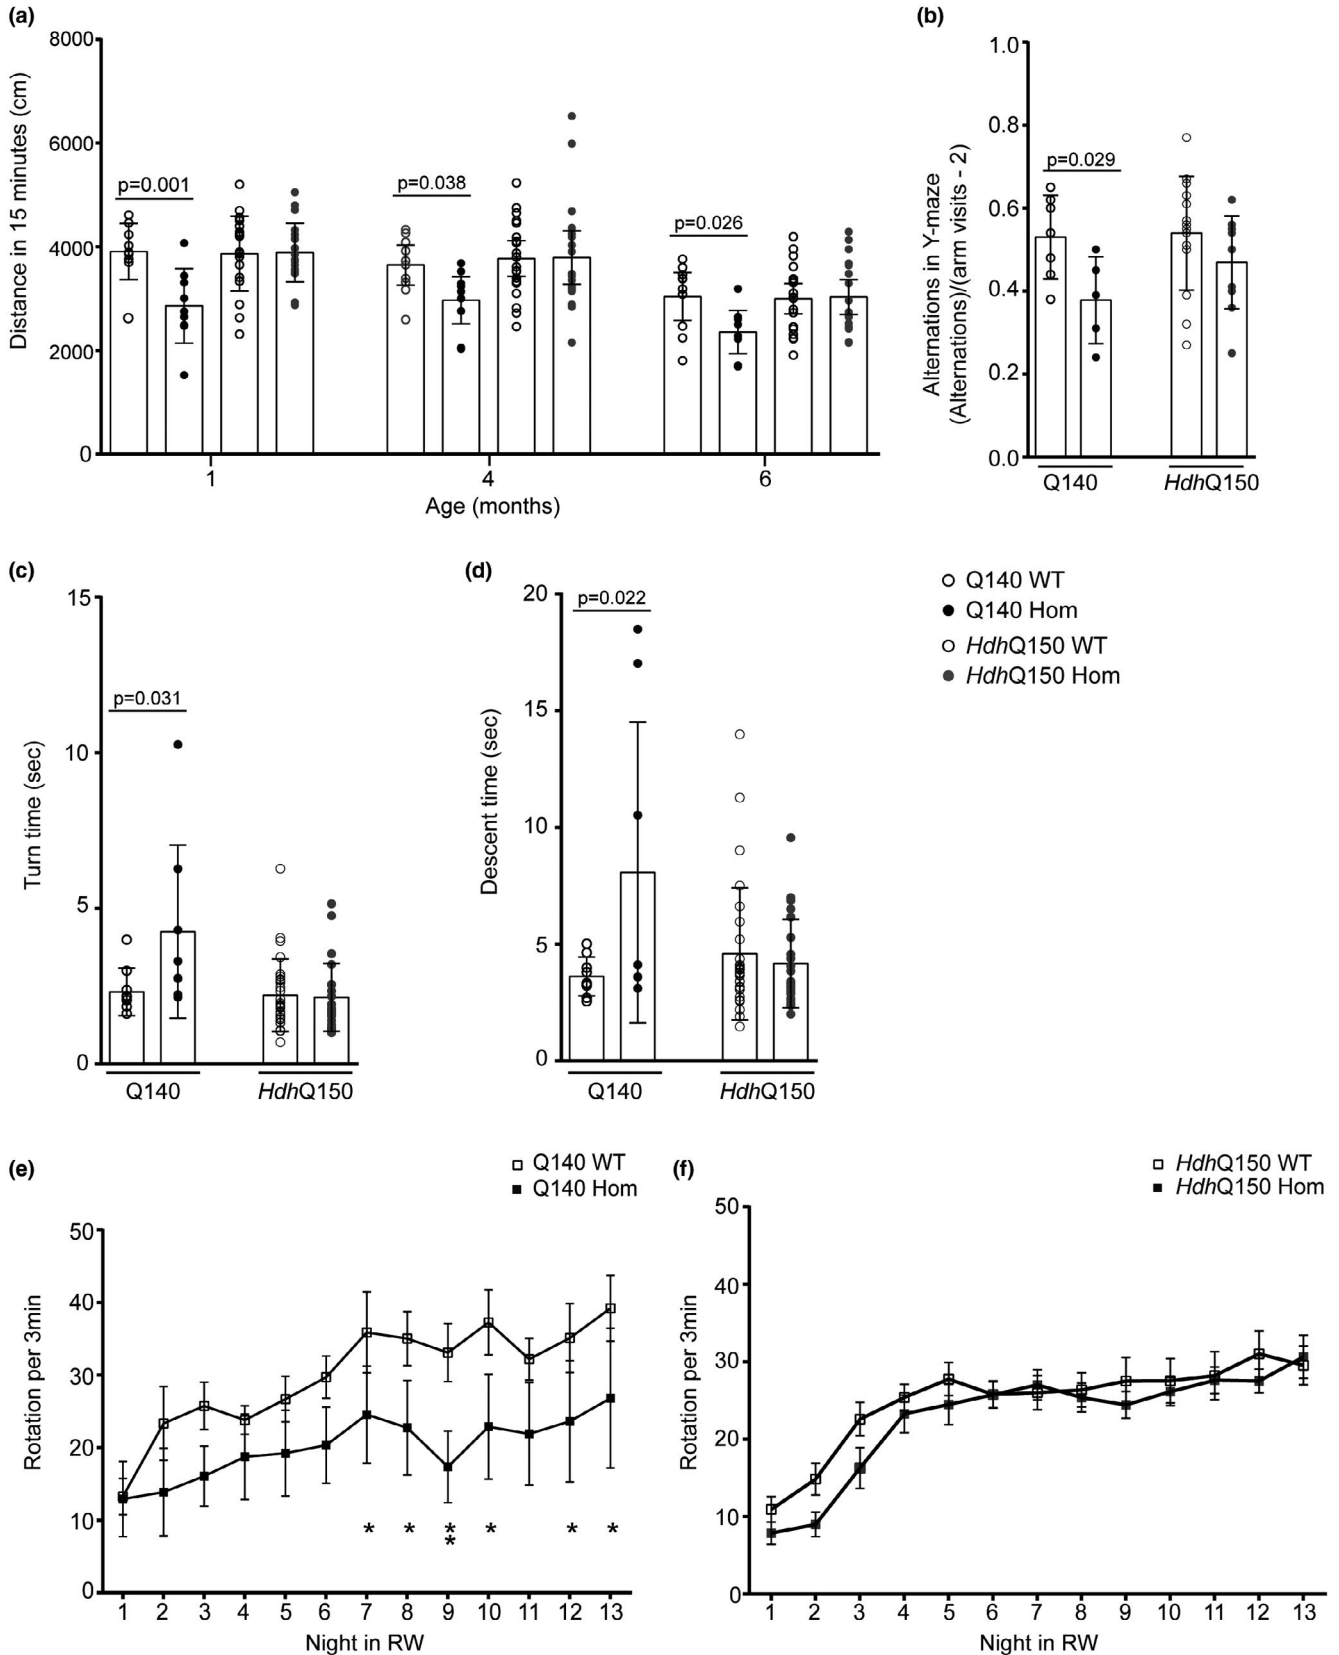 (a)
Distance in 15 minutes (cm)
8000
6000
4000
2000
0
p=0.001
p=0.038
p=0.026
1
4
6
Age (months)
(b)
Alternations in Y-maze
(Alternations)/(arm visits - 2)
1.0
0.8
0.6
0.4
0.2
0.0
p=0.029
Q140
HdhQ150
(c)
Turn time (sec)
15
10
5
0
p=0.031
Q140
HdhQ150
(d)
Descent time (sec)
20
15
10
5
0
p=0.022
Q140
HdhQ150
Q140 WT
Q140 Hom
HdhQ150 WT
HdhQ150 Hom
(e)
Q140 WT
Q140 Hom
Rotation per 3min
50
40
30
20
10
0
* * * * * *
*
1 2 3 4 5 6 7 8 9 10 11 12 13
Night in RW
(f)
HdhQ150 WT
HdhQ150 Hom
Rotation per 3min
50
40
30
20
10
0
1 2 3 4 5 6 7 8 9 10 11 12 13
Night in RW